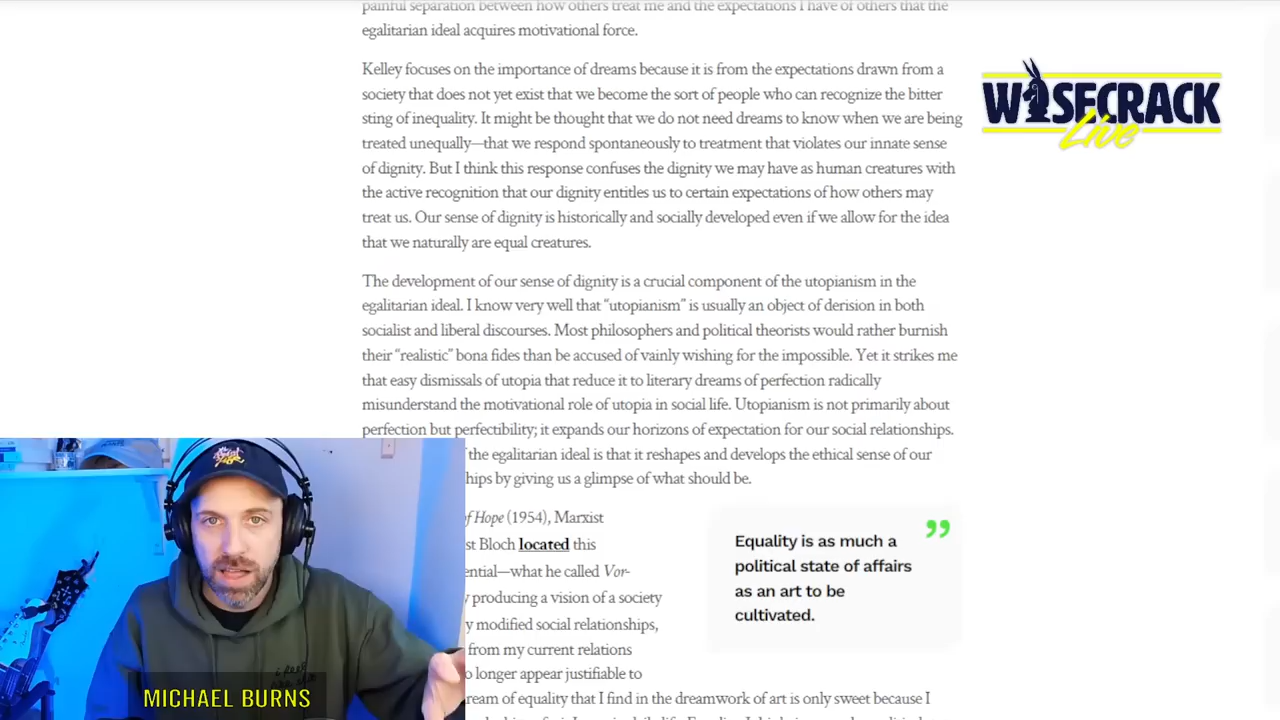 painful separation between how others treat me and the expectations I have of others that the
egalitarian ideal acquires motivational force.
Kelley focuses on the importance of dreams because it is from the expectations drawn from a
society that does not yet exist that we become the sort of people who can recognize the bitter
sting of inequality. It might be thought that we do not need dreams to know when we are being
treated unequally—that we respond spontaneously to treatment that violates our innate sense
of dignity. But I think this response confuses the dignity we may have as human creatures with
the active recognition that our dignity entitles us to certain expectations of how others may
treat us. Our sense of dignity is historically and socially developed even if we allow for the idea
that we naturally are equal creatures.
The development of our sense of dignity is a crucial component of the utopianism in the
egalitarian ideal. I know very well that “utopianism” is usually an object of derision in both
socialist and liberal discourses. Most philosophers and political theorists would rather burnish
their “realistic” bona fides than be accused of vainly wishing for the impossible. Yet it strikes me
that easy dismissals of utopia that reduce it to literary dreams of perfection radically
misunderstand the motivational role of utopia in social life. Utopianism is not primarily about
perfection but perfectibility; it expands our horizons of expectation for our social relationships.
the egalitarian ideal is that it reshapes and develops the ethical sense of our
hips by giving us a glimpse of what should be.
of Hope (1954), Marxist
st Bloch located this
ential—what he called Vor-
y producing a vision of a society
y modified social relationships,
from my current relations
o longer appear justifiable to
ream of equality that I find in the dreamwork of art is only sweet because I
”
Equality is as much a
political state of affairs
as an art to be
cultivated.
WISECRACK
Live
MICHAEL BURNS